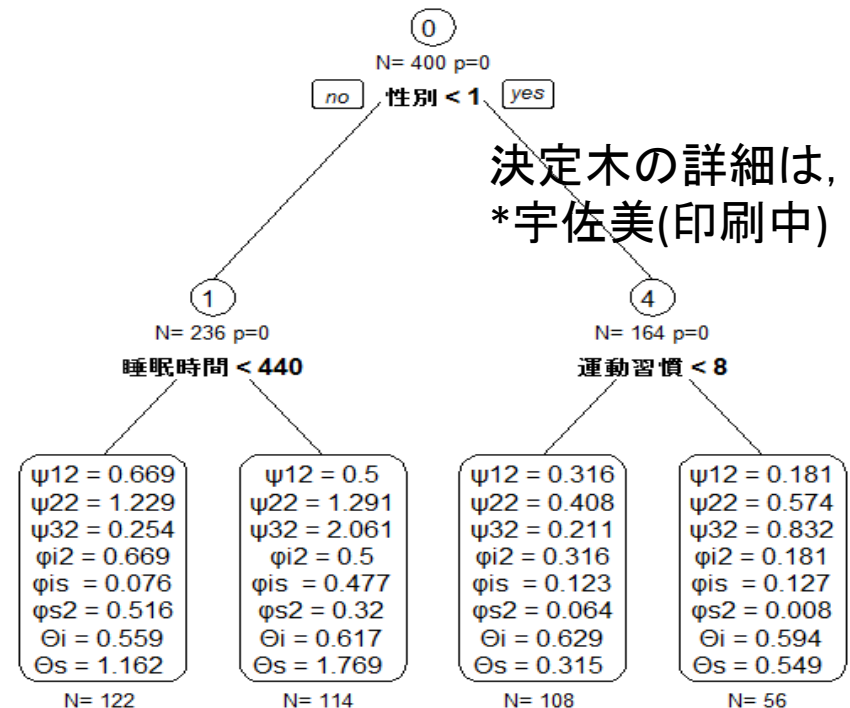 0
N= 400 p=0
no 性別 < 1 yes
決定木の詳細は,
*宇佐美(印刷中)
1
N= 236 p=0
睡眠時間 < 440
4
N= 164 p=0
運動習慣 < 8
ψ12 = 0.669
ψ22 = 1.229
ψ32 = 0.254
φi2 = 0.669
φis = 0.076
φs2 = 0.516
Θi = 0.559
Θs = 1.162
N= 122
ψ12 = 0.5
ψ22 = 1.291
ψ32 = 2.061
φi2 = 0.5
φis = 0.477
φs2 = 0.32
Θi = 0.617
Θs = 1.769
N= 114
ψ12 = 0.316
ψ22 = 0.408
ψ32 = 0.211
φi2 = 0.316
φis = 0.123
φs2 = 0.064
Θi = 0.629
Θs = 0.315
N= 108
ψ12 = 0.181
ψ22 = 0.574
ψ32 = 0.832
φi2 = 0.181
φis = 0.127
φs2 = 0.008
Θi = 0.594
Θs = 0.549
N= 56